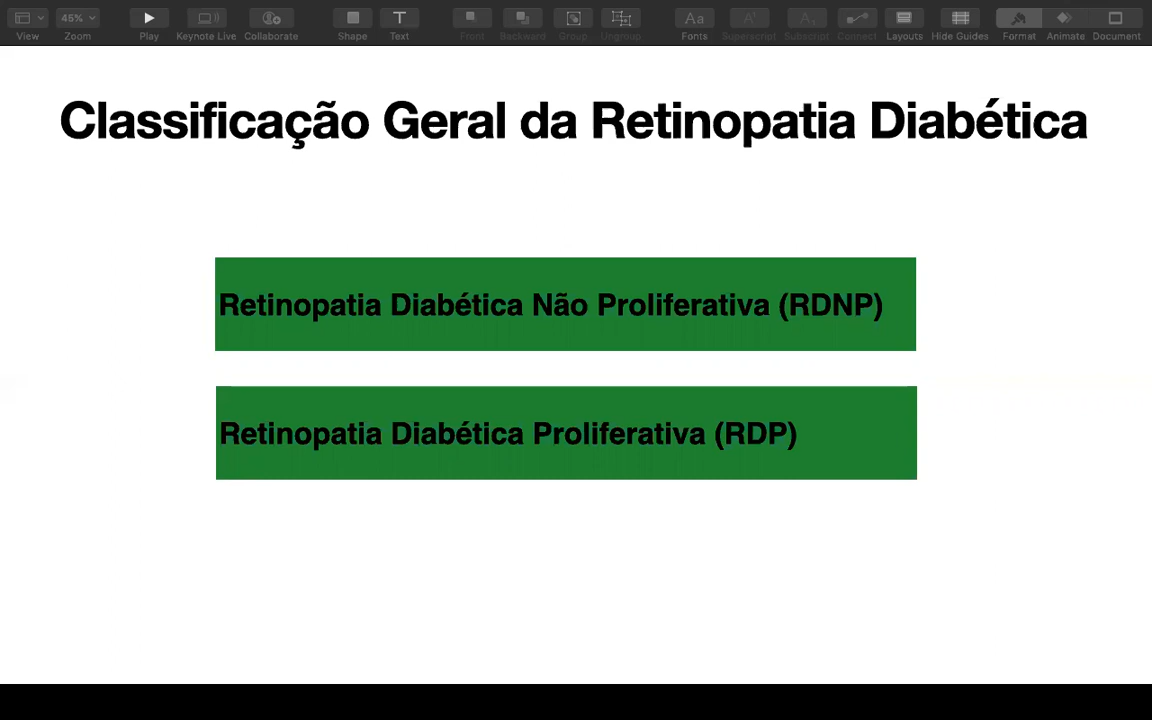 45%
View
Zoom
Play
Keynote Live
Collaborate
Shape
Text
Front
Backward
Group
Ungroup
Fonts
Superscript
Subscript
Connect
Layouts
Hide Guides
Format
Animate
Document
Classificação Geral da Retinopatia Diabética
Retinopatia Diabética Não Proliferativa (RDNP)
Retinopatia Diabética Proliferativa (RDP)